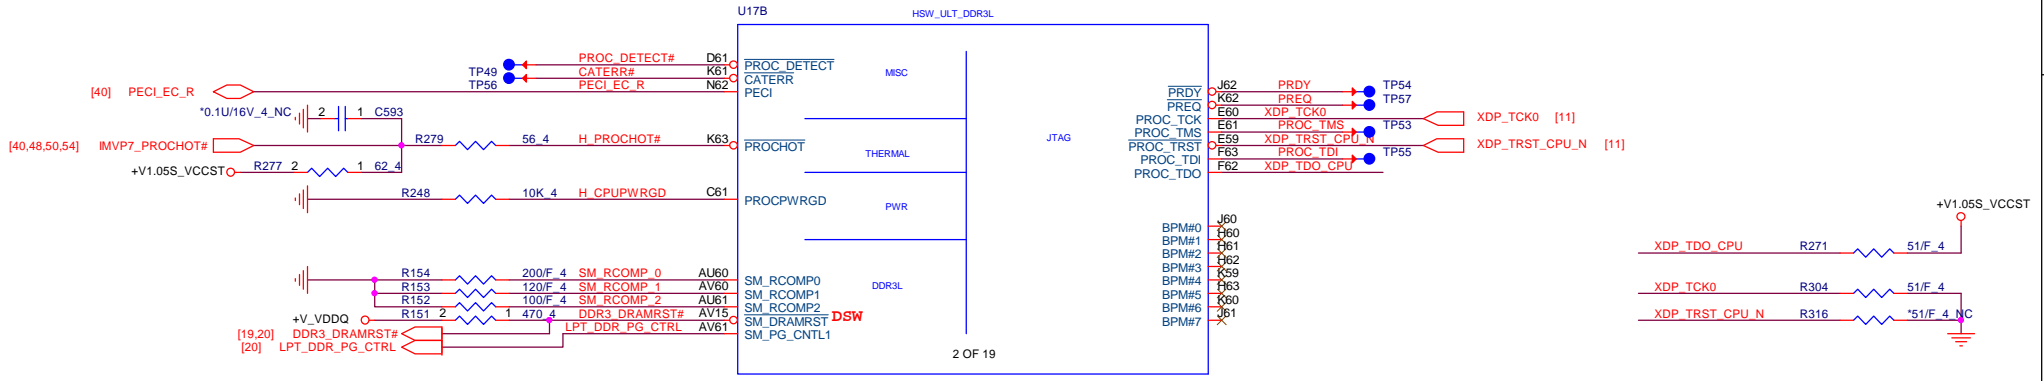 U17B
HSW_ULT_DDR3L
PROC_DETECT# D61 PROC_DETECT
TP49 CATERR# K61 CATERR
TP56 PECI_EC_R N62 PECI
[40] PECI_EC_R
*0.1U/16V_4_NC 2 1 C593
[40,48,50,54] IMVP7_PROCHOT# R279 56_4 H_PROCHOT# K63 PROCHOT
+V1.05S_VCCST R277 2 1 62_4
R248 10K_4 H_CPUPWRGD C61 PROCPWRGD
R154 200/F_4 SM_RCOMP_0 AU60 SM_RCOMP0
R153 120/F_4 SM_RCOMP_1 AV60 SM_RCOMP1
R152 100/F_4 SM_RCOMP_2 AU61 SM_RCOMP2
+V_VDDQ R151 2 1 470_4 DDR3_DRAMRST# AV15 SM_DRAMRST DSW
[19,20] DDR3_DRAMRST# LPT_DDR_PG_CTRL AV61 SM_PG_CNTL1
[20] LPT_DDR_PG_CTRL
MISC
THERMAL
PWR
DDR3L
JTAG
2 OF 19
PRDY J62 PRDY TP54
PREQ K62 PREQ TP57
PROC_TCK E60 XDP_TCK0 XDP_TCK0 [11]
PROC_TMS E61 PROC_TMS TP53
PROC_TRST E59 XDP_TRST_CPU_N XDP_TRST_CPU_N [11]
PROC_TDI F63 PROC_TDI TP55
PROC_TDO F62 XDP_TDO_CPU
BPM#0 J60
BPM#1 H60
BPM#2 H61
BPM#3 H62
BPM#4 K59
BPM#5 H63
BPM#6 K60
BPM#7 J61
+V1.05S_VCCST
XDP_TDO_CPU R271 51/F_4
XDP_TCK0 R304 51/F_4
XDP_TRST_CPU_N R316 *51/F_4_NC